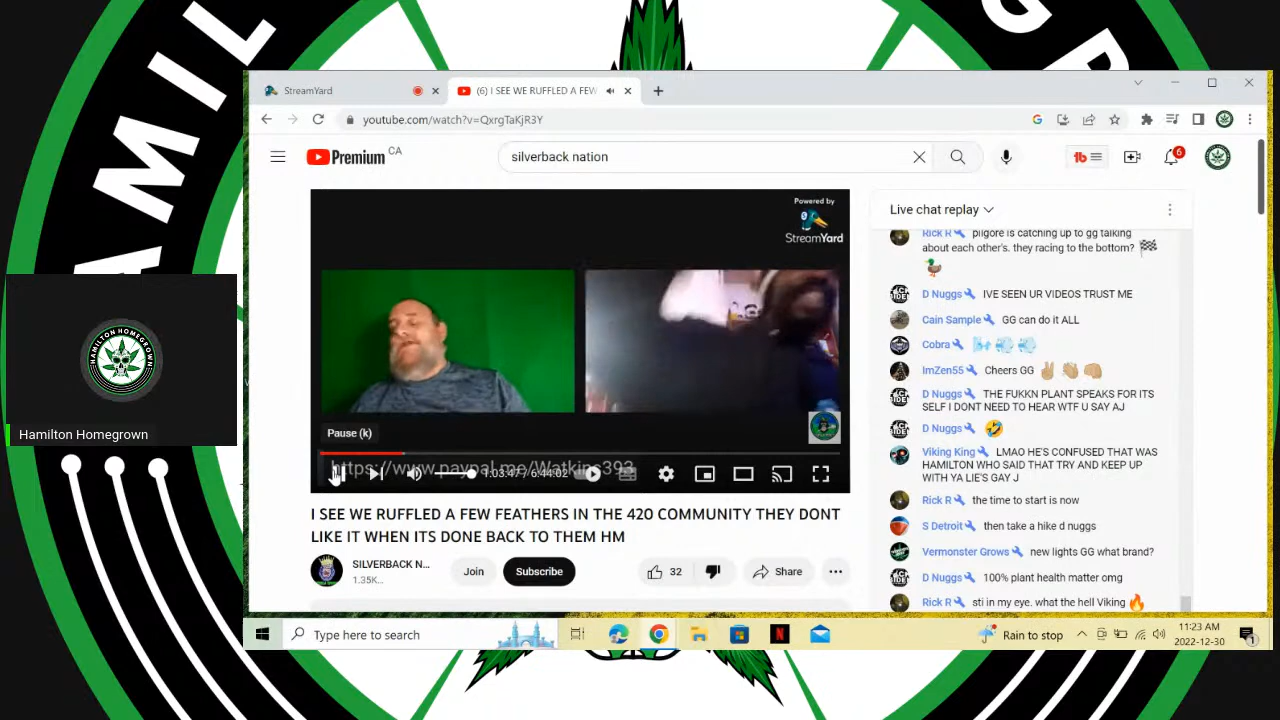 AMIL
GR
StreamYard
(6) I SEE WE RUFFLED A FEW
youtube.com/watch?v=QxrgTaKjR3Y
Premium CA
silverback nation
6
Powered by
StreamYard
Pause (k)
https://www.paypal.me/Watkins393
1:03:47 / 6:44:02
I SEE WE RUFFLED A FEW FEATHERS IN THE 420 COMMUNITY THEY DONT
LIKE IT WHEN ITS DONE BACK TO THEM HM
SILVERBACK N...
1.35K...
Join
Subscribe
32
Share
Live chat replay
Rick R pilgore is catching up to gg talking
about each other's. they racing to the bottom?
D Nuggs IVE SEEN UR VIDEOS TRUST ME
Cain Sample GG can do it ALL
Cobra
ImZen55 Cheers GG
D Nuggs THE FUKKN PLANT SPEAKS FOR ITS
SELF I DONT NEED TO HEAR WTF U SAY AJ
D Nuggs
Viking King LMAO HE'S CONFUSED THAT WAS
HAMILTON WHO SAID THAT TRY AND KEEP UP
WITH YA LIE'S GAY J
Rick R the time to start is now
S Detroit then take a hike d nuggs
Vermonster Grows new lights GG what brand?
D Nuggs 100% plant health matter omg
Rick R sti in my eye. what the hell Viking
HAMILTON HOMEGROWN
Hamilton Homegrown
Type here to search
Rain to stop
11:23 AM
2022-12-30